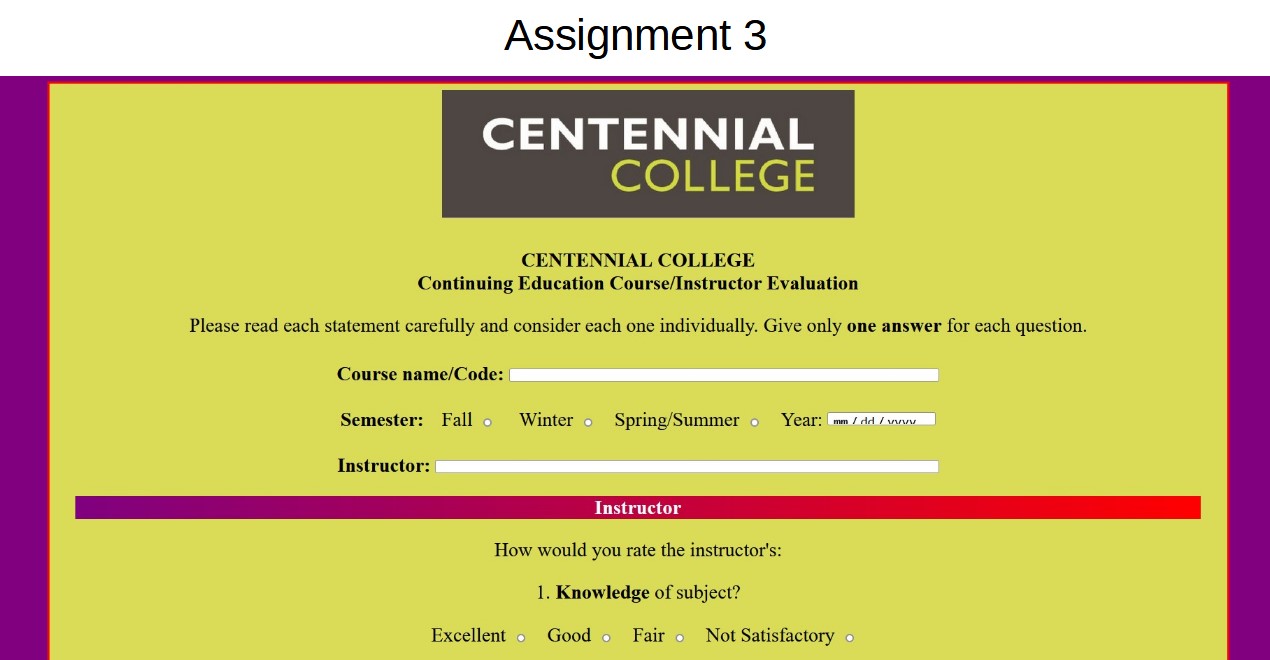 Assignment 3
CENTENNIAL
COLLEGE
CENTENNIAL COLLEGE
Continuing Education Course/Instructor Evaluation
Please read each statement carefully and consider each one individually. Give only one answer for each question.
Course name/Code:
Semester: Fall Winter Spring/Summer Year: mm / dd / yyyy
Instructor:
Instructor
How would you rate the instructor's:
1. Knowledge of subject?
Excellent Good Fair Not Satisfactory